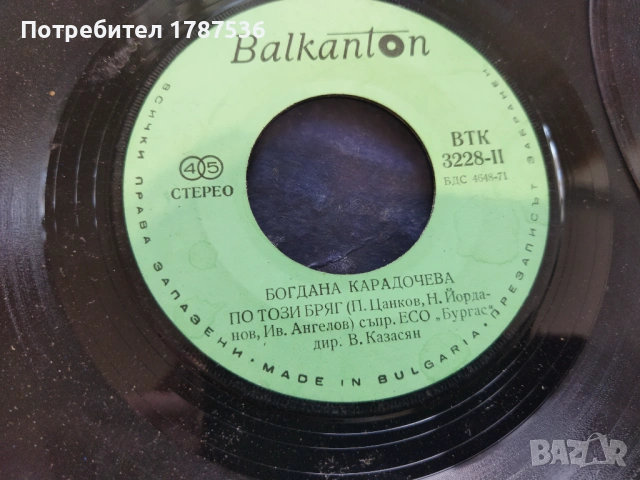 Потребител 1787536
Balkanton
ВТК
3228-II
БДС 4648-71
45
СТЕРЕО
БОГДАНА КАРАДОЧЕВА
ПО ТОЗИ БРЯГ (П. Цанков, Н. Йорда-
нов, Ив. Ангелов) съпр. ЕСО „Бургас“
дир. В. Казасян
ВСИЧКИ ПРАВА ЗАПАЗЕНИ · MADE IN BULGARIA · ПРЕЗАПИСЪТ ЗАБРАНЕН
BAZAR